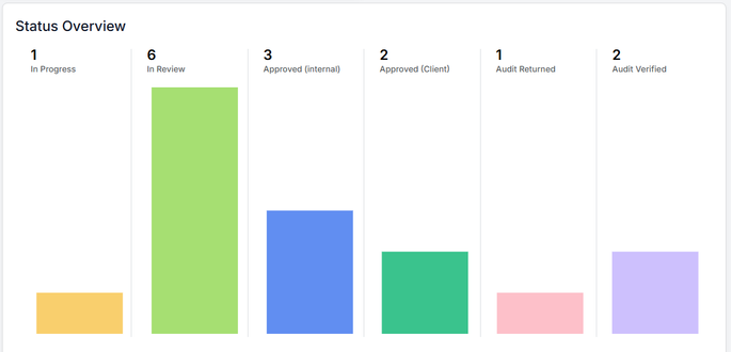 Status Overview
1
In Progress
6
In Review
3
Approved (internal)
2
Approved (Client)
1
Audit Returned
2
Audit Verified